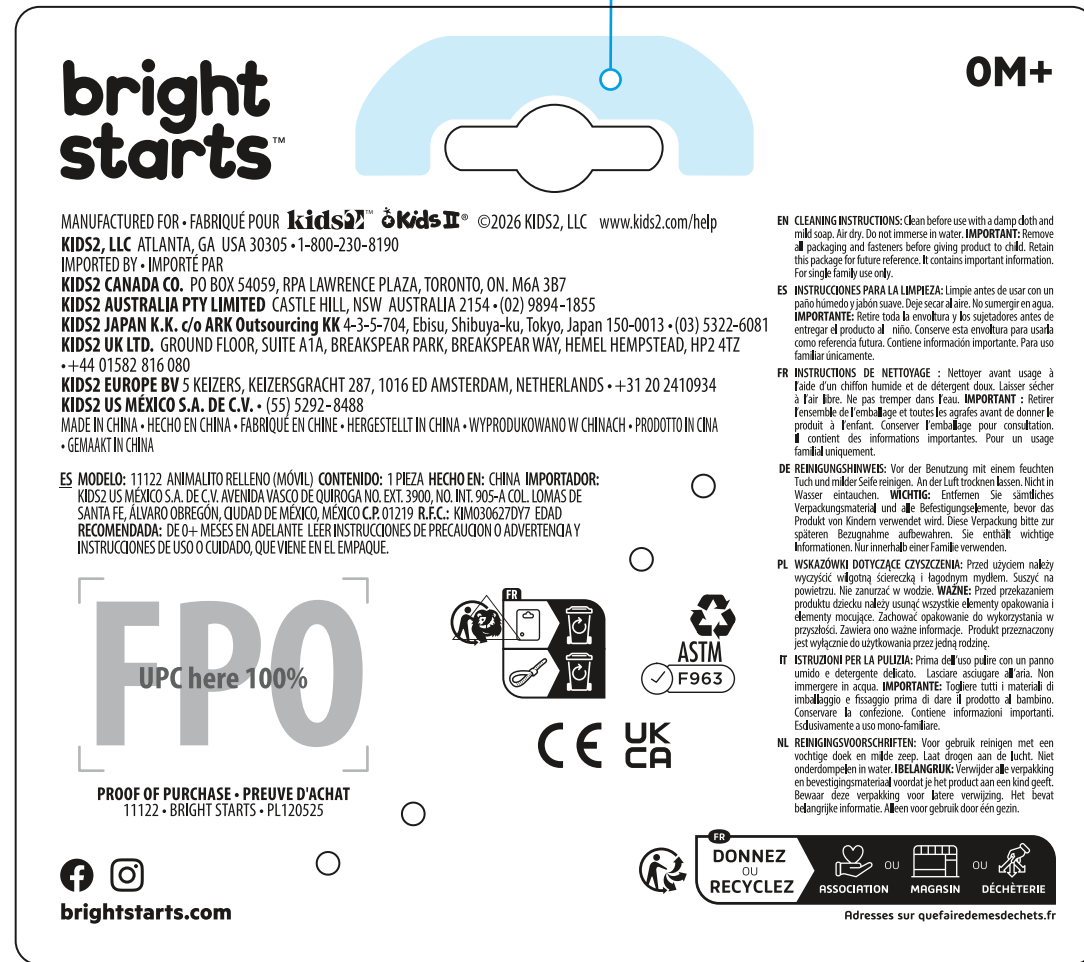 bright
starts™
0M+
MANUFACTURED FOR • FABRIQUÉ POUR kids2™ Kids II® ©2026 KIDS2, LLC www.kids2.com/help
KIDS2, LLC ATLANTA, GA USA 30305 • 1-800-230-8190
IMPORTED BY • IMPORTÉ PAR
KIDS2 CANADA CO. PO BOX 54059, RPA LAWRENCE PLAZA, TORONTO, ON. M6A 3B7
KIDS2 AUSTRALIA PTY LIMITED CASTLE HILL, NSW AUSTRALIA 2154 • (02) 9894-1855
KIDS2 JAPAN K.K. c/o ARK Outsourcing KK 4-3-5-704, Ebisu, Shibuya-ku, Tokyo, Japan 150-0013 • (03) 5322-6081
KIDS2 UK LTD. GROUND FLOOR, SUITE A1A, BREAKSPEAR PARK, BREAKSPEAR WAY, HEMEL HEMPSTEAD, HP2 4TZ
• +44 01582 816 080
KIDS2 EUROPE BV 5 KEIZERS, KEIZERSGRACHT 287, 1016 ED AMSTERDAM, NETHERLANDS • +31 20 2410934
KIDS2 US MÉXICO S.A. DE C.V. • (55) 5292-8488
MADE IN CHINA • HECHO EN CHINA • FABRIQUÉ EN CHINE • HERGESTELLT IN CHINA • WYPRODUKOWANO W CHINACH • PRODOTTO IN CINA
• GEMAAKT IN CHINA
ES MODELO: 11122 ANIMALITO RELLENO (MÓVIL) CONTENIDO: 1 PIEZA HECHO EN: CHINA IMPORTADOR:
KIDS2 US MÉXICO S.A. DE C.V. AVENIDA VASCO DE QUIROGA NO. EXT. 3900, NO. INT. 905-A COL. LOMAS DE
SANTA FE, ÁLVARO OBREGÓN, CIUDAD DE MÉXICO, MÉXICO C.P. 01219 R.F.C.: KIM030627DY7 EDAD
RECOMENDADA: DE 0+ MESES EN ADELANTE LEER INSTRUCCIONES DE PRECAUCION O ADVERTENCIA Y
INSTRUCCIONES DE USO O CUIDADO, QUE VIENE EN EL EMPAQUE.
FPO
UPC here 100%
PROOF OF PURCHASE • PREUVE D'ACHAT
11122 • BRIGHT STARTS • PL120525
brightstarts.com
FR
ASTM
F963
CE
UK
CA
EN CLEANING INSTRUCTIONS: Clean before use with a damp cloth and
mild soap. Air dry. Do not immerse in water. IMPORTANT: Remove
all packaging and fasteners before giving product to child. Retain
this package for future reference. It contains important information.
For single family use only.
ES INSTRUCCIONES PARA LA LIMPIEZA: Limpie antes de usar con un
paño húmedo y jabón suave. Deje secar al aire. No sumergir en agua.
IMPORTANTE: Retire toda la envoltura y los sujetadores antes de
entregar el producto al niño. Conserve esta envoltura para usarla
como referencia futura. Contiene información importante. Para uso
familiar únicamente.
FR INSTRUCTIONS DE NETTOYAGE : Nettoyer avant usage à
l'aide d'un chiffon humide et de détergent doux. Laisser sécher
à l'air libre. Ne pas tremper dans l'eau. IMPORTANT : Retirer
l'ensemble de l'emballage et toutes les agrafes avant de donner le
produit à l'enfant. Conserver l'emballage pour consultation.
Il contient des informations importantes. Pour un usage
familial uniquement.
DE REINIGUNGSHINWEIS: Vor der Benutzung mit einem feuchten
Tuch und milder Seife reinigen. An der Luft trocknen lassen. Nicht in
Wasser eintauchen. WICHTIG: Entfernen Sie sämtliches
Verpackungsmaterial und alle Befestigungselemente, bevor das
Produkt von Kindern verwendet wird. Diese Verpackung bitte zur
späteren Bezugnahme aufbewahren. Sie enthält wichtige
Informationen. Nur innerhalb einer Familie verwenden.
PL WSKAZÓWKI DOTYCZĄCE CZYSZCZENIA: Przed użyciem należy
wyczyścić wilgotną ściereczką i łagodnym mydłem. Suszyć na
powietrzu. Nie zanurzać w wodzie. WAŻNE: Przed przekazaniem
produktu dziecku należy usunąć wszystkie elementy opakowania i
elementy mocujące. Zachować opakowanie do wykorzystania w
przyszłości. Zawiera ono ważne informacje. Produkt przeznaczony
jest wyłącznie do użytkowania przez jedną rodzinę.
IT ISTRUZIONI PER LA PULIZIA: Prima dell'uso pulire con un panno
umido e detergente delicato. Lasciare asciugare all'aria. Non
immergere in acqua. IMPORTANTE: Togliere tutti i materiali di
imballaggio e fissaggio prima di dare il prodotto al bambino.
Conservare la confezione. Contiene informazioni importanti.
Esclusivamente a uso mono-familiare.
NL REINIGINGSVOORSCHRIFTEN: Voor gebruik reinigen met een
vochtige doek en milde zeep. Laat drogen aan de lucht. Niet
onderdompelen in water. IBELANGRIJK: Verwijder alle verpakking
en bevestigingsmateriaal voordat je het product aan een kind geeft.
Bewaar deze verpakking voor latere verwijzing. Het bevat
belangrijke informatie. Alleen voor gebruik door één gezin.
FR
DONNEZ
OU
RECYCLEZ
ASSOCIATION OU MAGASIN OU DÉCHÈTERIE
Adresses sur quefairedemesdechets.fr